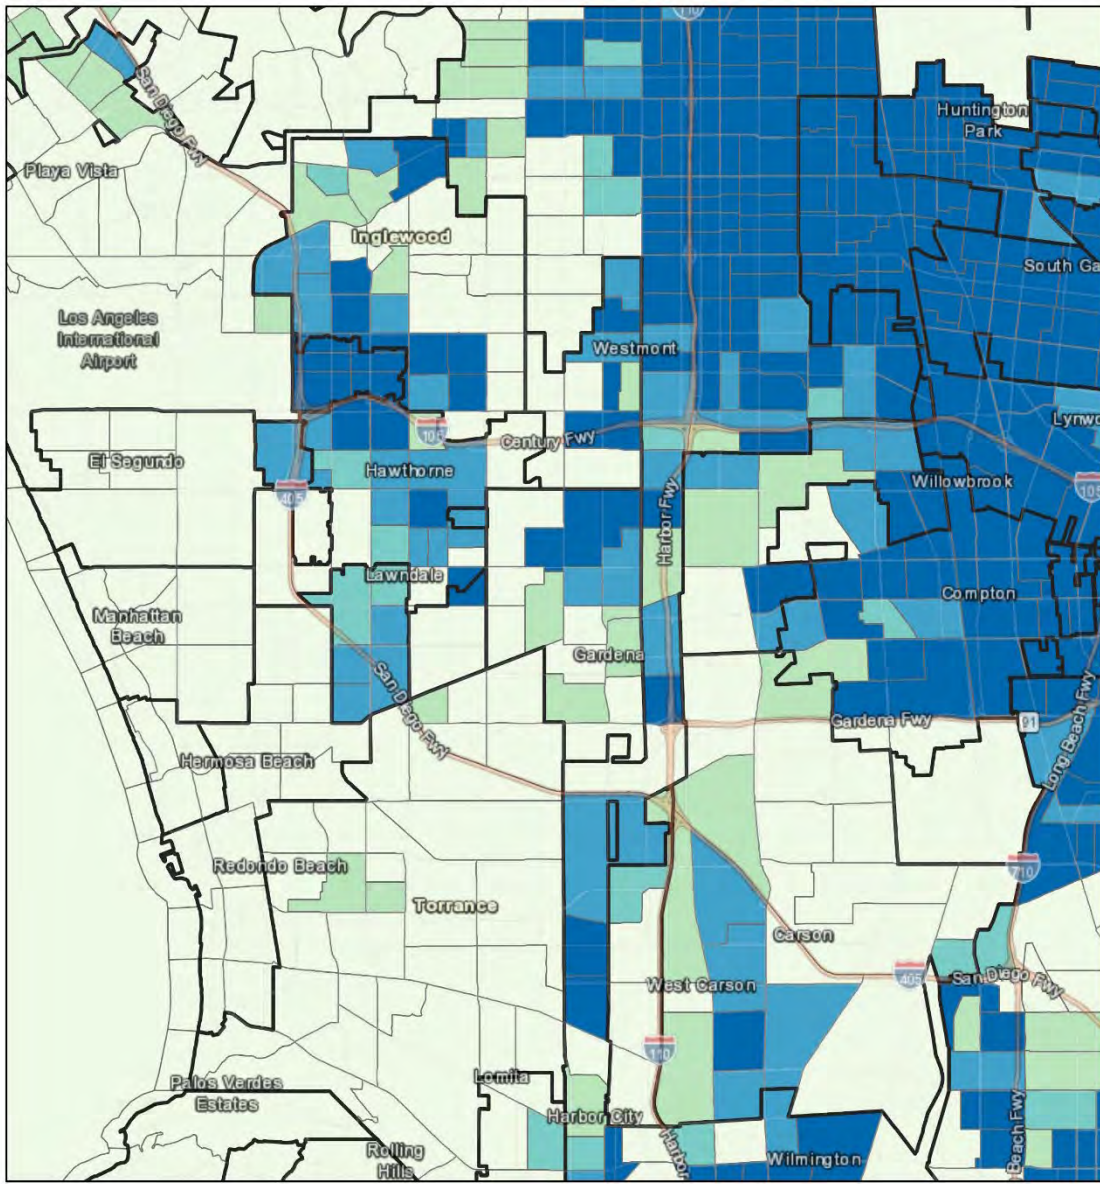 110
Huntington
Park
San Diego Fwy
Playa Vista
Inglewood
South Ga
Los Angeles
International
Airport
Westmont
105
Century Fwy
Lynwo
El Segundo
Hawthorne
405
Willowbrook
105
Harbor Fwy
Lawndale
Compton
Manhattan
Beach
Gardena
San Diego Fwy
Gardena Fwy
91
Long Beach Fwy
Hermosa Beach
Redondo Beach
710
Torrance
Carson
West Carson
405
San Diego Fwy
110
Lomita
Palos Verdes
Estates
Harbor City
Harbor
Beach Fwy
Rolling
Hills
Wilmington